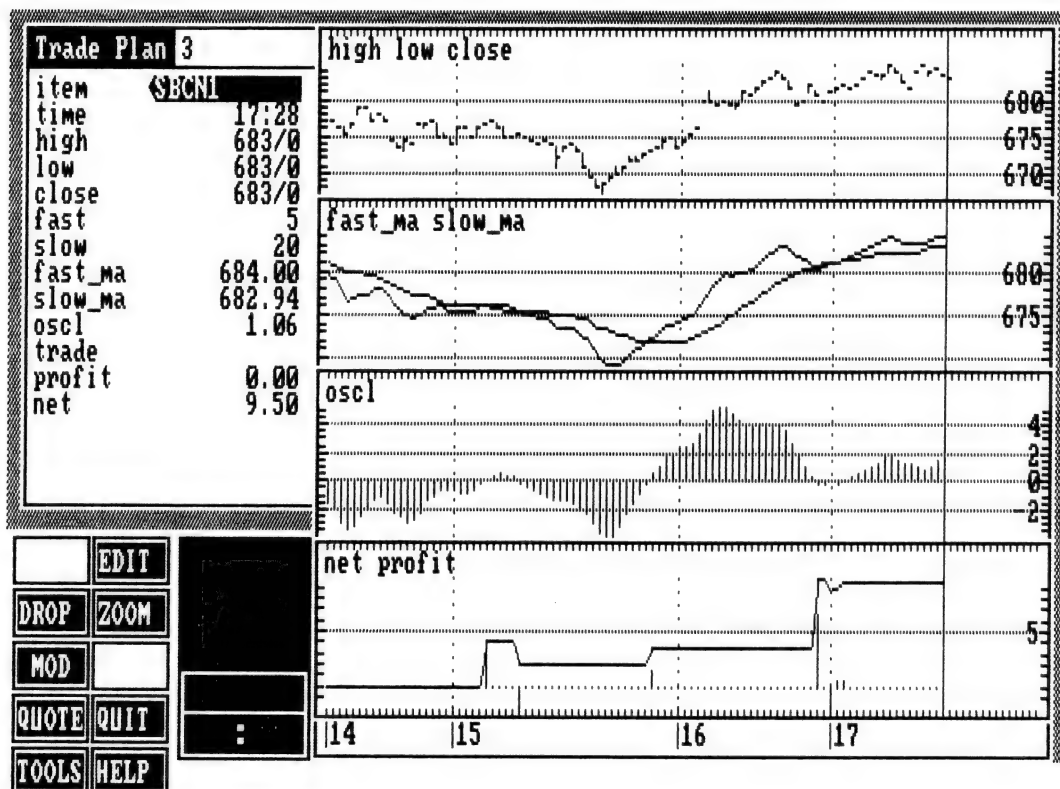 Trade Plan 3
item SBCN1
time 17:28
high 683/0
low 683/0
close 683/0
fast 5
slow 20
fast_ma 684.00
slow_ma 682.94
oscl 1.06
trade
profit 0.00
net 9.50
high low close
680
675
670
fast_ma slow_ma
680
675
oscl
4
2
0
-2
net profit
5
|14 |15 |16 |17
EDIT
DROP ZOOM
MOD
QUOTE QUIT
:
TOOLS HELP